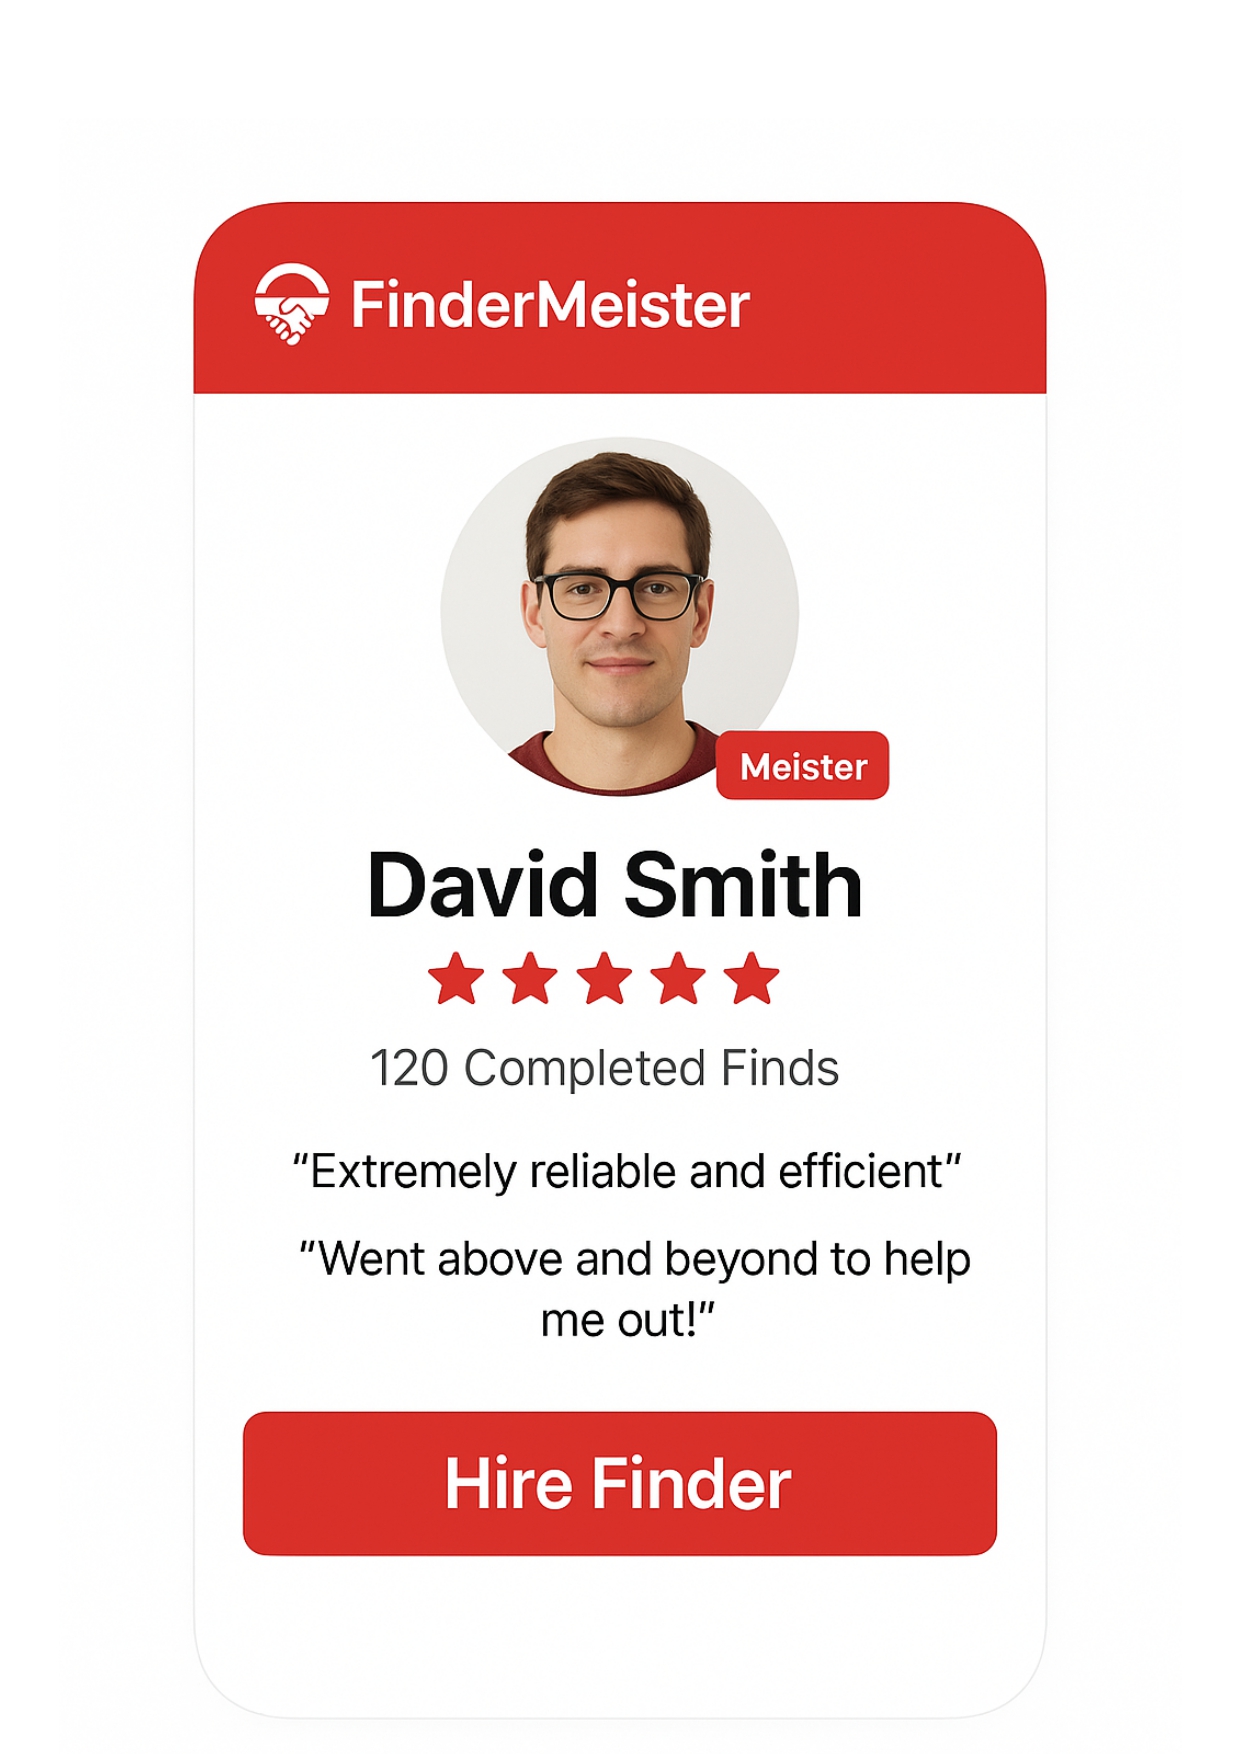 FinderMeister
Meister
David Smith
120 Completed Finds
“Extremely reliable and efficient”
“Went above and beyond to help
me out!”
Hire Finder